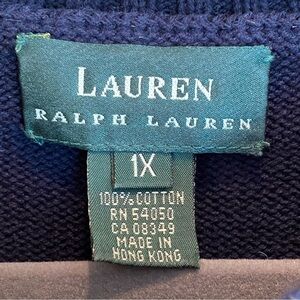 LAUREN
RALPH LAUREN
1X
100% COTTON
RN 54050
CA 08349
MADE IN
HONG KONG